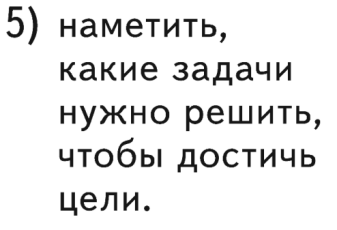 5) наметить,
какие задачи
нужно решить,
чтобы достичь
цели.